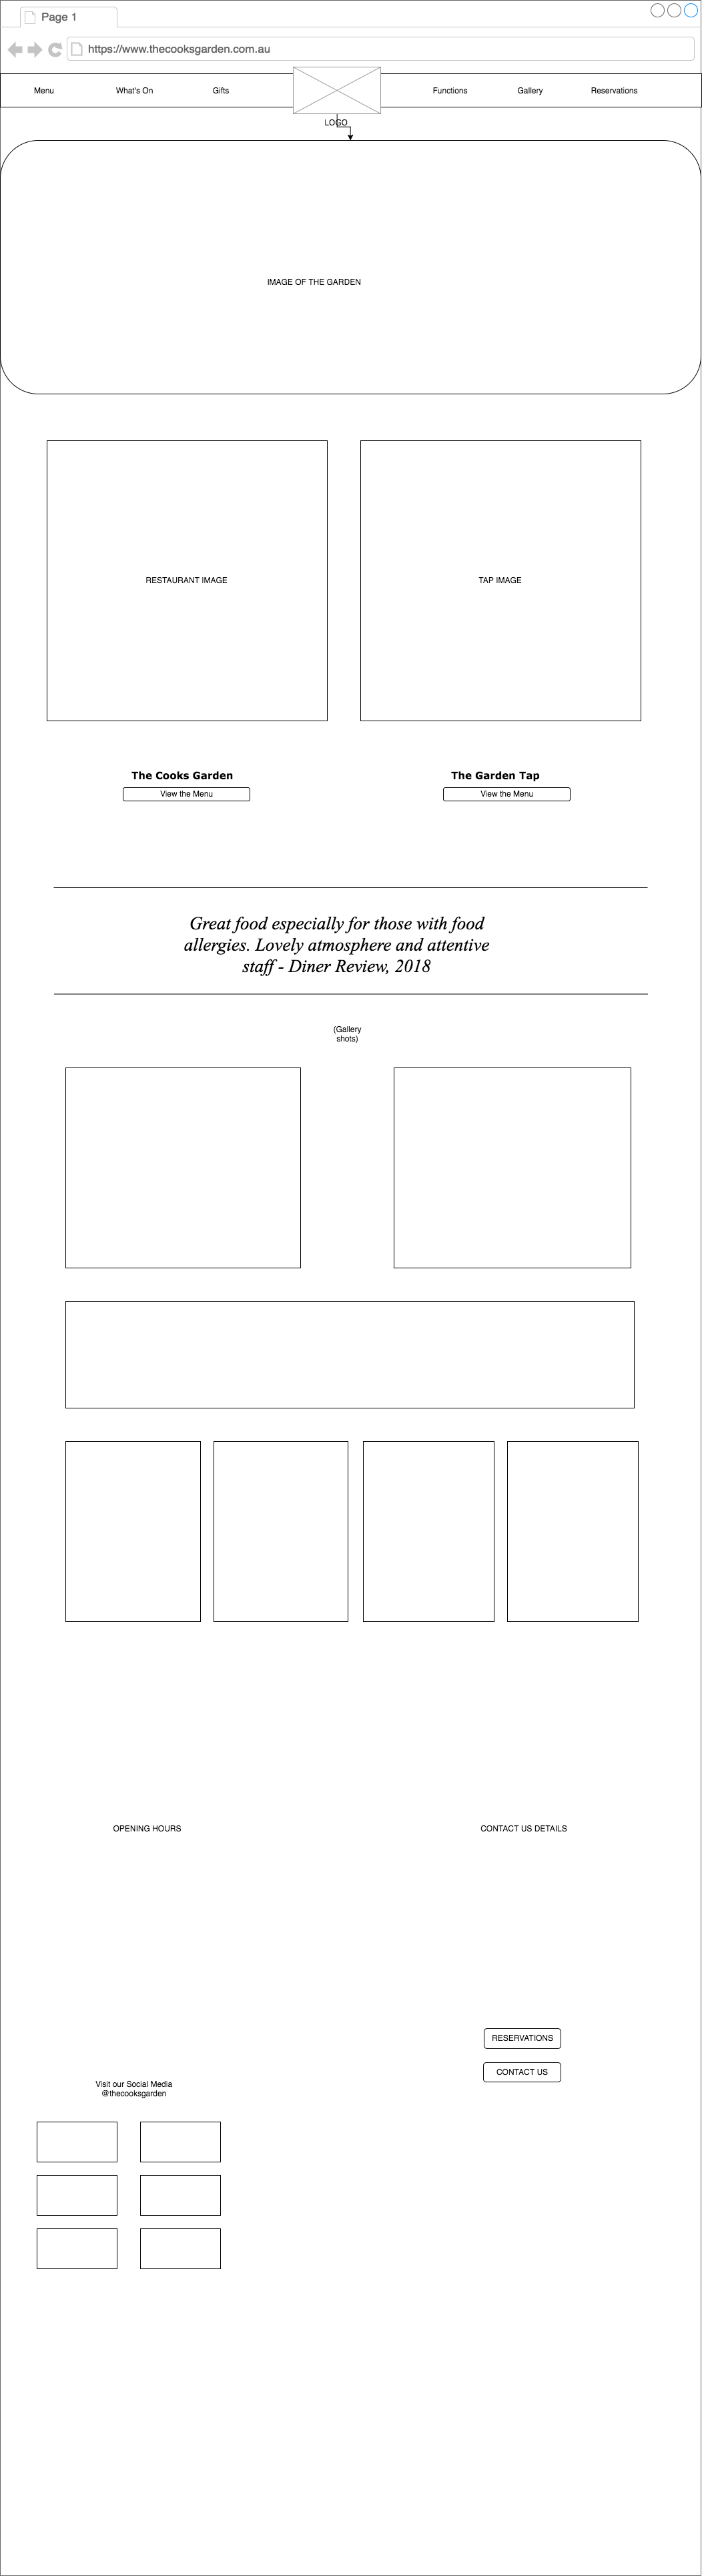 Page 1
https://www.thecooksgarden.com.au
Menu
What's On
Gifts
Functions
Gallery
Reservations
LOGO
IMAGE OF THE GARDEN
RESTAURANT IMAGE
TAP IMAGE
The Cooks Garden
The Garden Tap
View the Menu
View the Menu
Great food especially for those with food
allergies. Lovely atmosphere and attentive
staff - Diner Review, 2018
(Gallery
shots)
OPENING HOURS
CONTACT US DETAILS
RESERVATIONS
CONTACT US
Visit our Social Media
@thecooksgarden